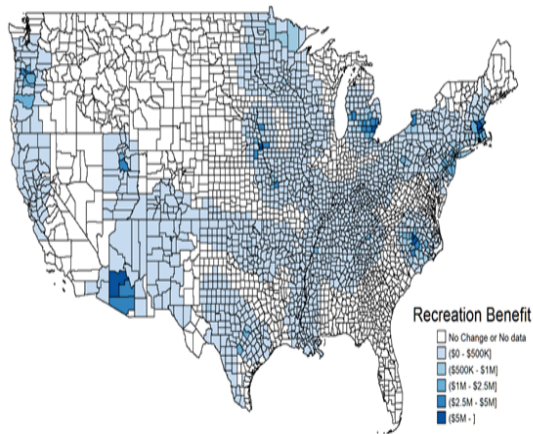 Recreation Benefit
No Change or No data
($0 - $500K]
($500K - $1M]
($1M - $2.5M]
($2.5M - $5M]
($5M - ]